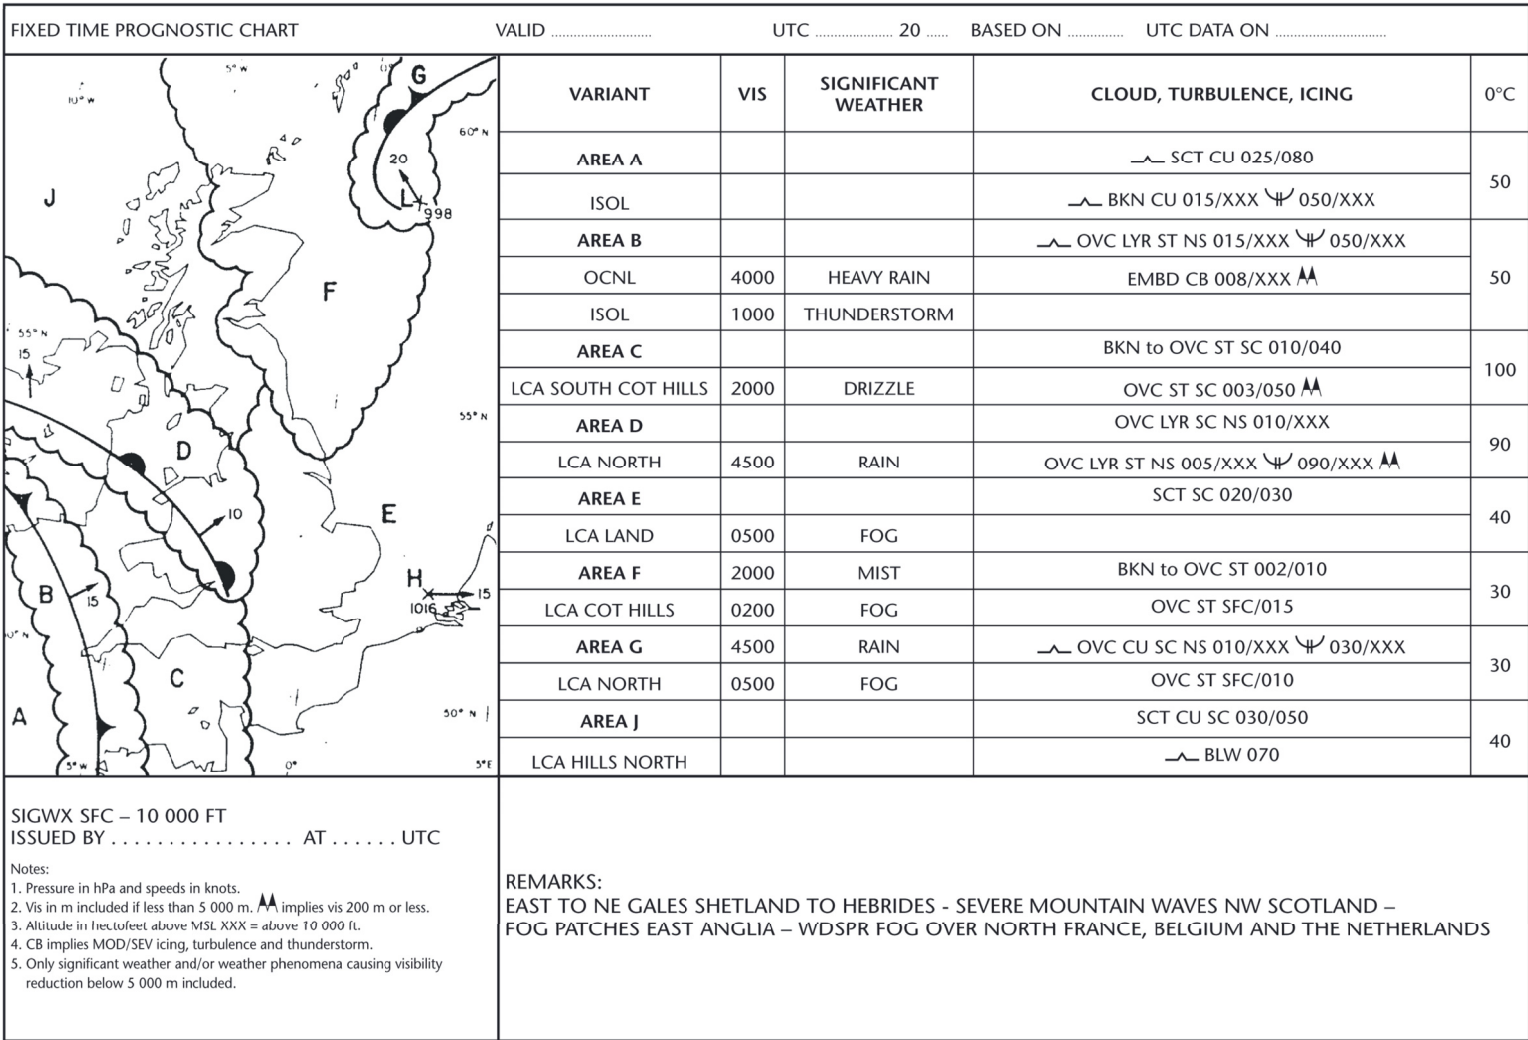 FIXED TIME PROGNOSTIC CHART VALID .......................... UTC .................... 20 ...... BASED ON .............. UTC DATA ON .............................
5° W
G
10° W
60° N
20
J
L
998
F
55° N
15
55° N
D
10
E
H
15
B
15
1016
C
A
50° N
5° W
0°
5° E
VARIANT VIS SIGNIFICANT WEATHER CLOUD, TURBULENCE, ICING 0°C
AREA A SCT CU 025/080
50
ISOL BKN CU 015/XXX 050/XXX
AREA B OVC LYR ST NS 015/XXX 050/XXX
OCNL 4000 HEAVY RAIN EMBD CB 008/XXX 50
ISOL 1000 THUNDERSTORM
AREA C BKN to OVC ST SC 010/040
100
LCA SOUTH COT HILLS 2000 DRIZZLE OVC ST SC 003/050
AREA D OVC LYR SC NS 010/XXX
90
LCA NORTH 4500 RAIN OVC LYR ST NS 005/XXX 090/XXX
AREA E SCT SC 020/030
40
LCA LAND 0500 FOG
AREA F 2000 MIST BKN to OVC ST 002/010
30
LCA COT HILLS 0200 FOG OVC ST SFC/015
AREA G 4500 RAIN OVC CU SC NS 010/XXX 030/XXX
30
LCA NORTH 0500 FOG OVC ST SFC/010
AREA J SCT CU SC 030/050
40
LCA HILLS NORTH BLW 070
SIGWX SFC – 10 000 FT
ISSUED BY . . . . . . . . . . . . . . . . AT . . . . . . UTC
Notes:
1. Pressure in hPa and speeds in knots.
2. Vis in m included if less than 5 000 m. implies vis 200 m or less.
3. Altitude in hectofeet above MSL XXX = above 10 000 ft.
4. CB implies MOD/SEV icing, turbulence and thunderstorm.
5. Only significant weather and/or weather phenomena causing visibility
reduction below 5 000 m included.
REMARKS:
EAST TO NE GALES SHETLAND TO HEBRIDES - SEVERE MOUNTAIN WAVES NW SCOTLAND –
FOG PATCHES EAST ANGLIA – WDSPR FOG OVER NORTH FRANCE, BELGIUM AND THE NETHERLANDS